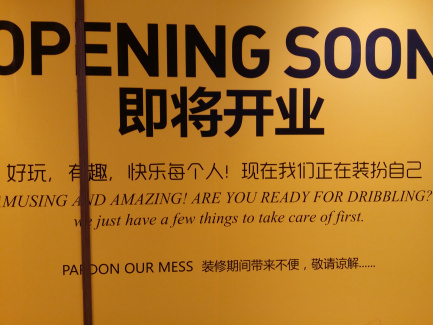 OPENING SOON
即将开业
好玩，有趣，快乐每个人！现在我们正在装扮自己
AMUSING AND AMAZING! ARE YOU READY FOR DRIBBLING?
we just have a few things to take care of first.
PARDON OUR MESS 装修期间带来不便，敬请谅解......